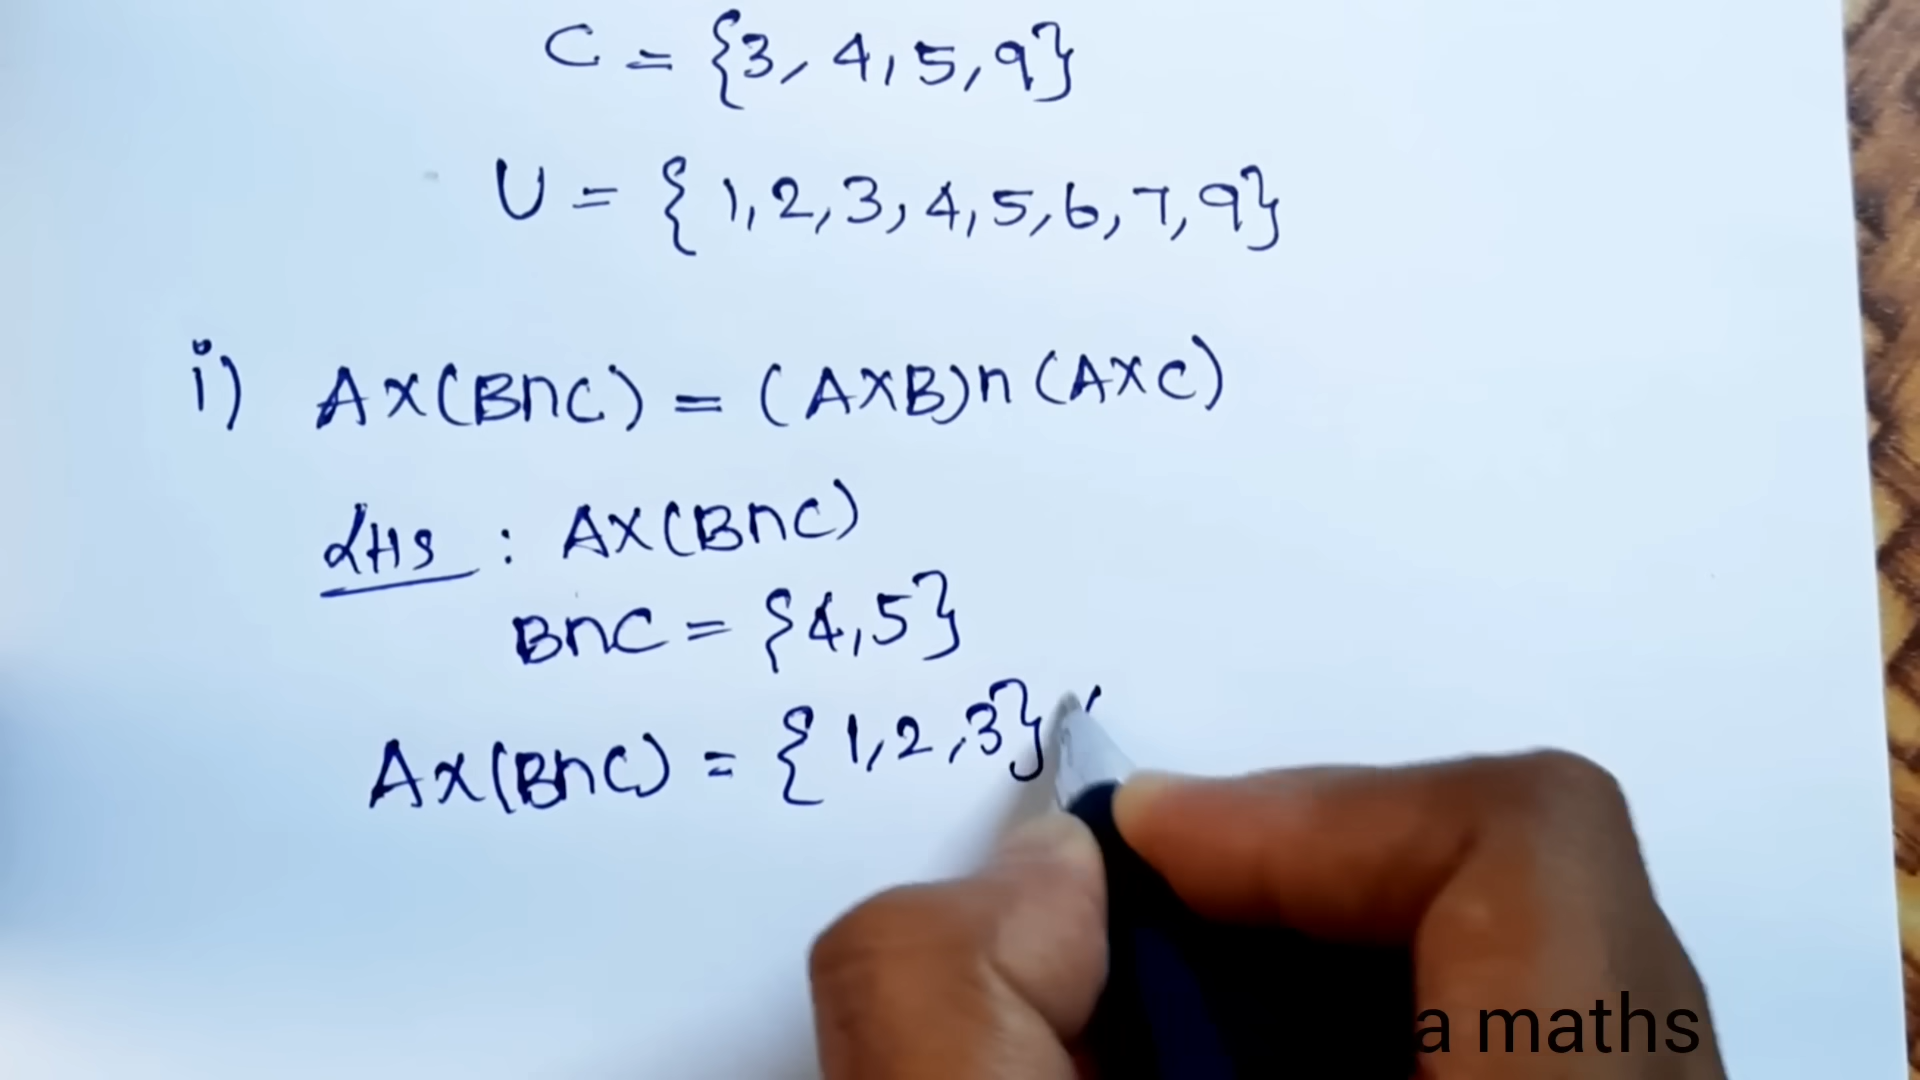 C = {3, 4, 5, 9}
U = { 1, 2, 3, 4, 5, 6, 7, 9}
i) A×(B∩C) = (A×B)∩(A×C)
LHS : A×(B∩C)
B∩C = {4, 5}
A×(B∩C) = { 1, 2, 3}
a maths